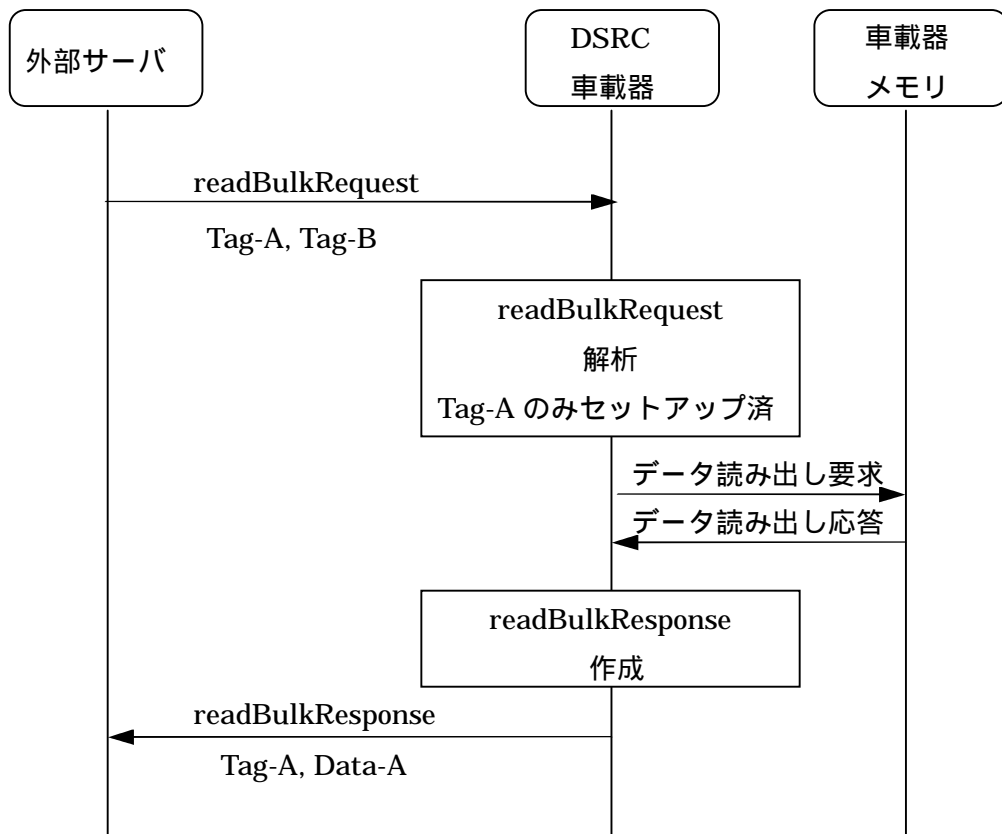 外部サーバ
DSRC
車載器
車載器
メモリ
readBulkRequest
Tag-A, Tag-B
readBulkRequest
解析
Tag-A のみセットアップ済
データ読み出し要求
データ読み出し応答
readBulkResponse
作成
readBulkResponse
Tag-A, Data-A